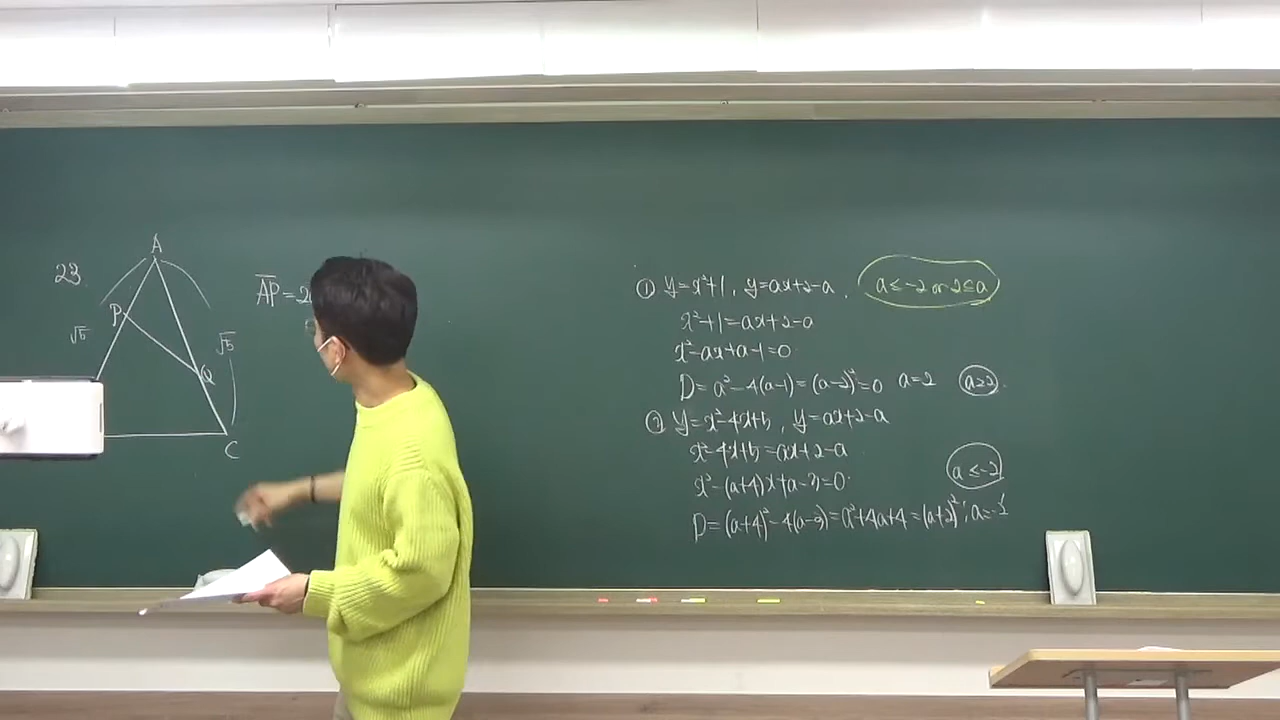 23.
A
P
√5
√5
Q
C
AP = 2
① y=x²+1, y=ax+2-a.
a≤-2 or 2≤a
x²+1=ax+2-a
x²-ax+a-1=0
D=a²-4(a-1)=(a-2)²=0 a=2
a≥2
② y=x²-4x+5, y=ax+2-a
x²-4x+5=ax+2-a
a≤-2
x²-(a+4)x+a+3=0
D=(a+4)²-4(a+3)=a²+4a+4=(a+2)²